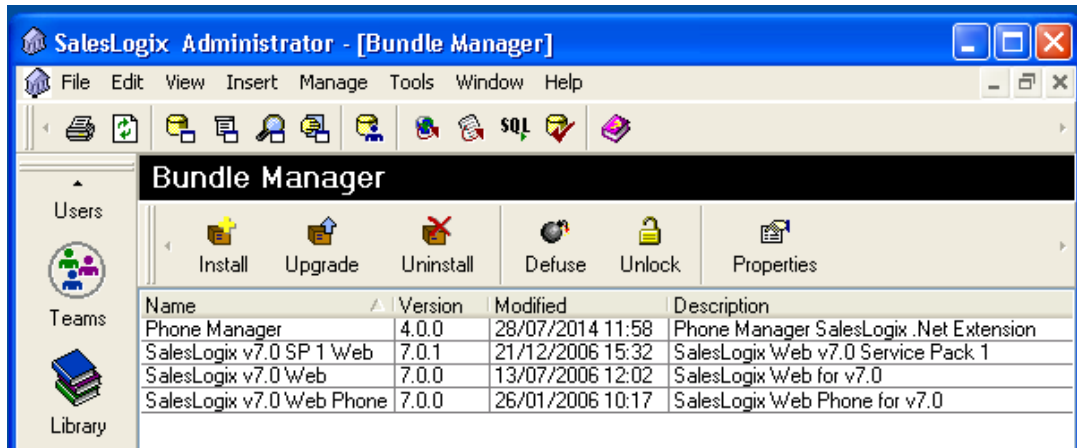 SalesLogix Administrator - [Bundle Manager]
File Edit View Insert Manage Tools Window Help
SQL
Bundle Manager
Users
Install Upgrade Uninstall Defuse Unlock Properties
Teams
Name Version Modified Description
Phone Manager 4.0.0 28/07/2014 11:58 Phone Manager SalesLogix .Net Extension
SalesLogix v7.0 SP 1 Web 7.0.1 21/12/2006 15:32 SalesLogix Web v7.0 Service Pack 1
SalesLogix v7.0 Web 7.0.0 13/07/2006 12:02 SalesLogix Web for v7.0
SalesLogix v7.0 Web Phone 7.0.0 26/01/2006 10:17 SalesLogix Web Phone for v7.0
Library